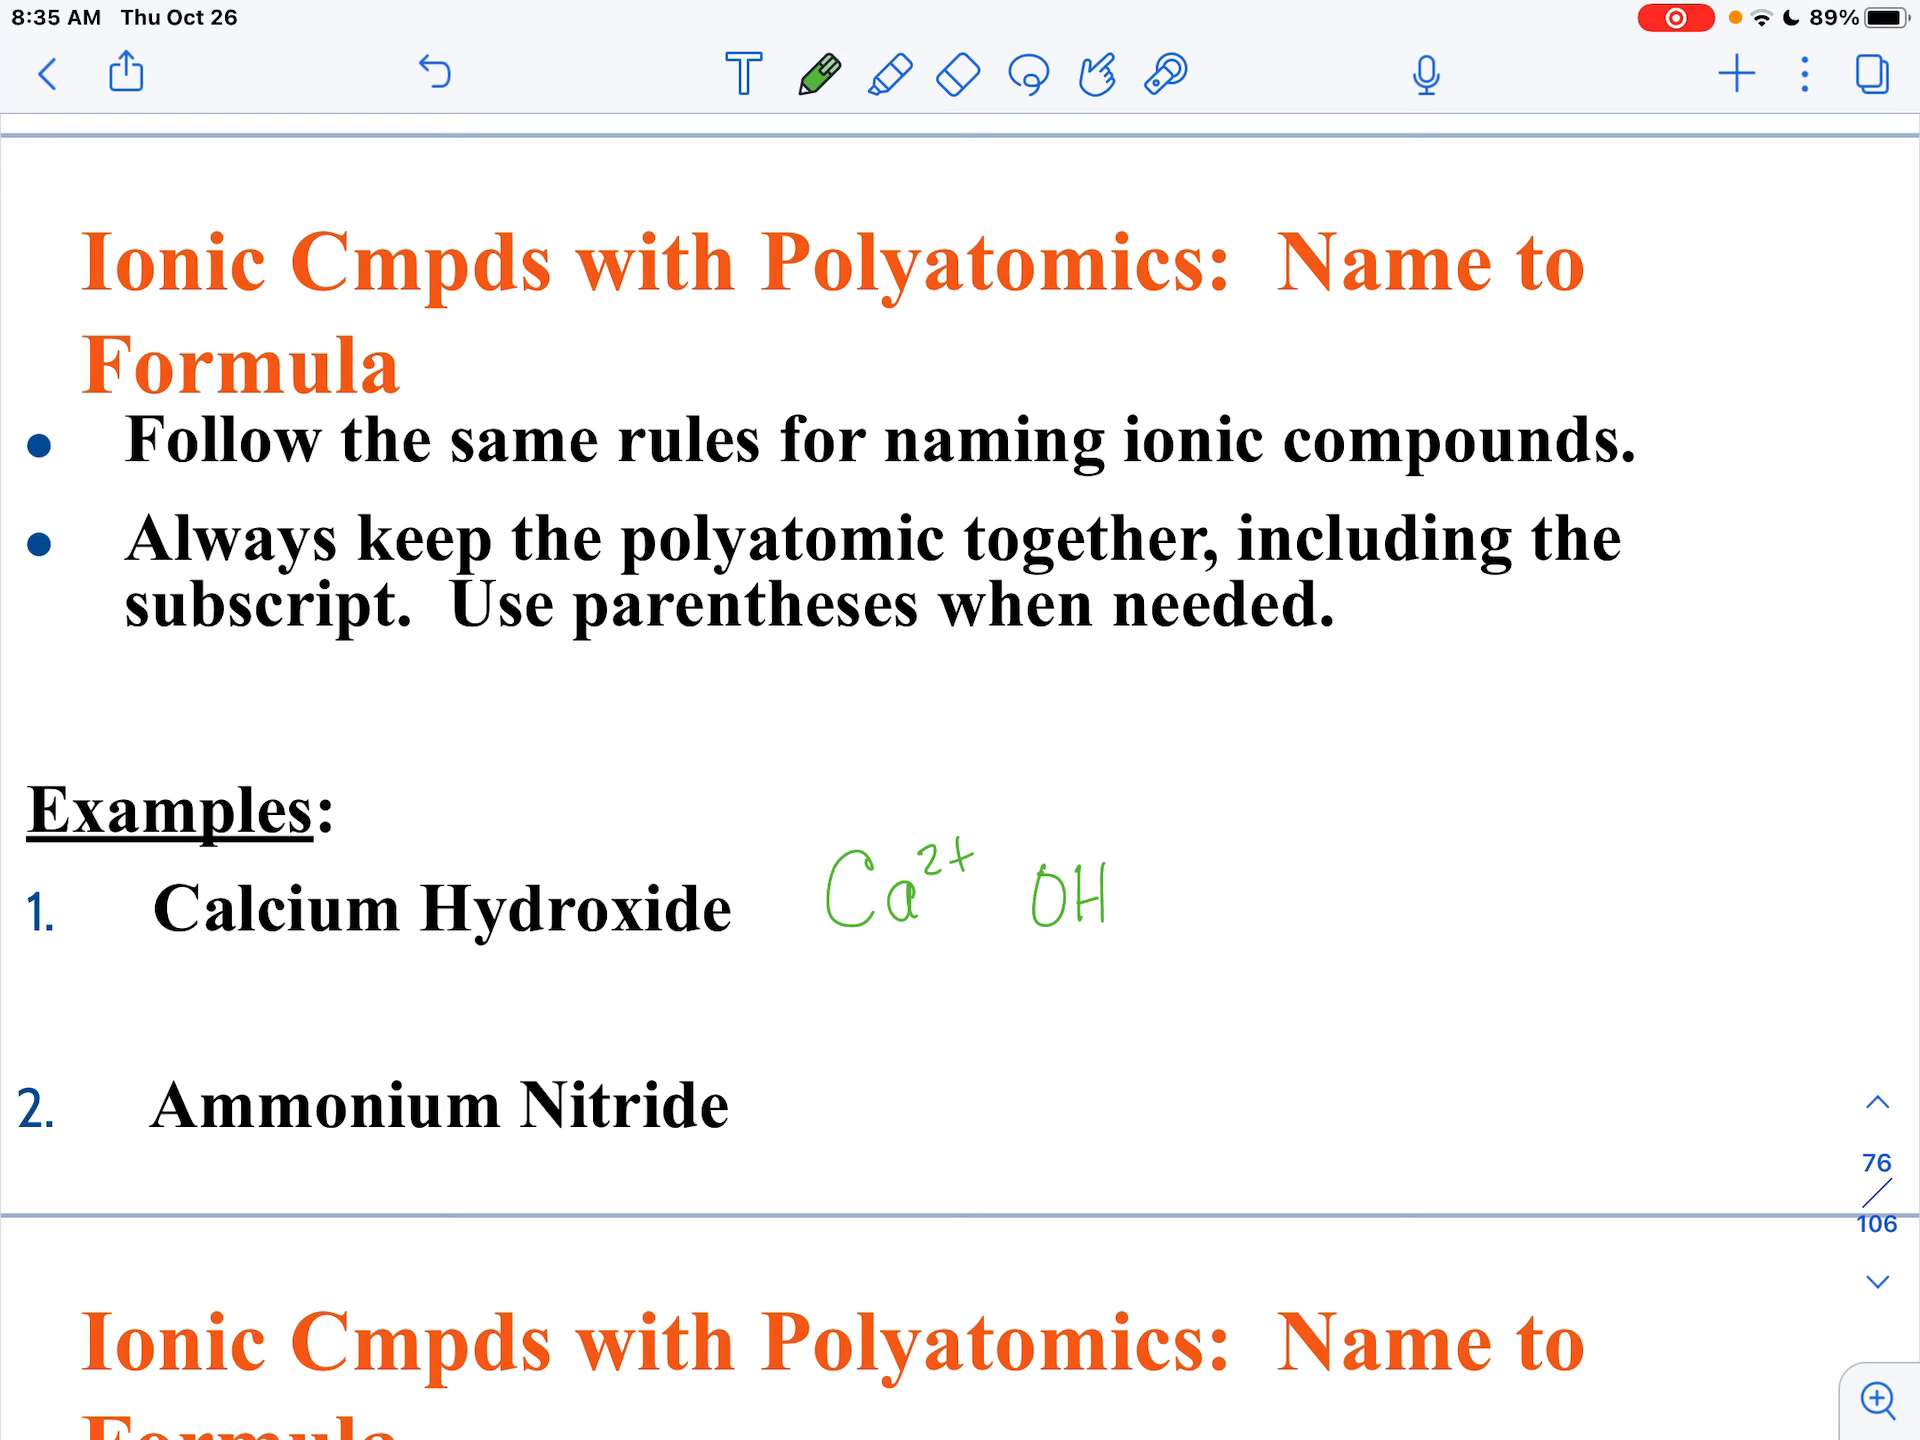 8:35 AM Thu Oct 26 89%
T
Ionic Cmpds with Polyatomics: Name to
Formula
• Follow the same rules for naming ionic compounds.
• Always keep the polyatomic together, including the
subscript. Use parentheses when needed.
Examples:
1. Calcium Hydroxide Ca²⁺ OH
2. Ammonium Nitride
76
/
106
Ionic Cmpds with Polyatomics: Name to
Formula